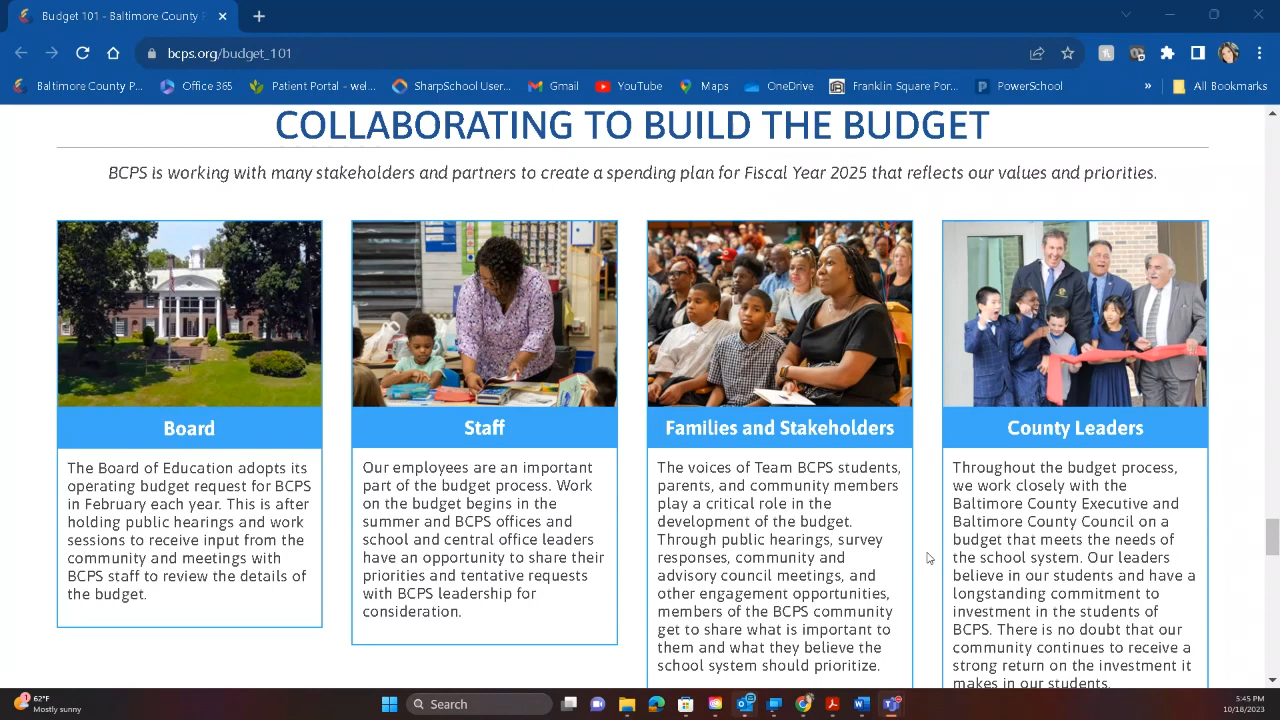 Budget 101 - Baltimore County
bcps.org/budget_101
Baltimore County P...
Office 365
Patient Portal - wel...
SharpSchool User...
Gmail
YouTube
Maps
OneDrive
Franklin Square Por...
PowerSchool
»
All Bookmarks
COLLABORATING TO BUILD THE BUDGET
BCPS is working with many stakeholders and partners to create a spending plan for Fiscal Year 2025 that reflects our values and priorities.
Board
The Board of Education adopts its
operating budget request for BCPS
in February each year. This is after
holding public hearings and work
sessions to receive input from the
community and meetings with
BCPS staff to review the details of
the budget.
Staff
Our employees are an important
part of the budget process. Work
on the budget begins in the
summer and BCPS offices and
school and central office leaders
have an opportunity to share their
priorities and tentative requests
with BCPS leadership for
consideration.
Families and Stakeholders
The voices of Team BCPS students,
parents, and community members
play a critical role in the
development of the budget.
Through public hearings, survey
responses, community and
advisory council meetings, and
other engagement opportunities,
members of the BCPS community
get to share what is important to
them and what they believe the
school system should prioritize.
County Leaders
Throughout the budget process,
we work closely with the
Baltimore County Executive and
Baltimore County Council on a
budget that meets the needs of
the school system. Our leaders
believe in our students and have a
longstanding commitment to
investment in the students of
BCPS. There is no doubt that our
community continues to receive a
strong return on the investment it
makes in our students.
1
62°F
Mostly sunny
Search
5:45 PM
10/18/2023